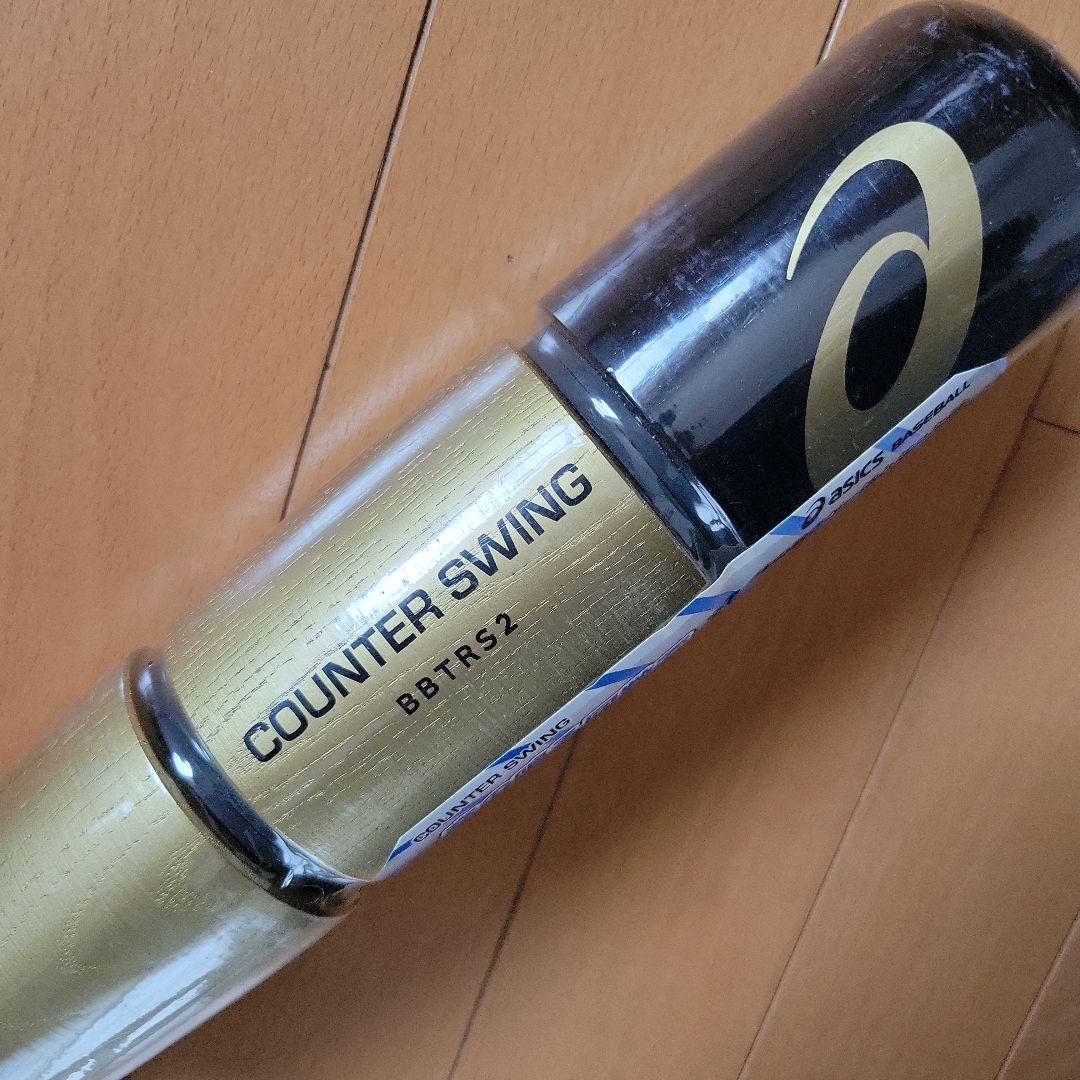 COUNTER SWING
BBTRS2
asics BASEBALL
COUNTER SWING